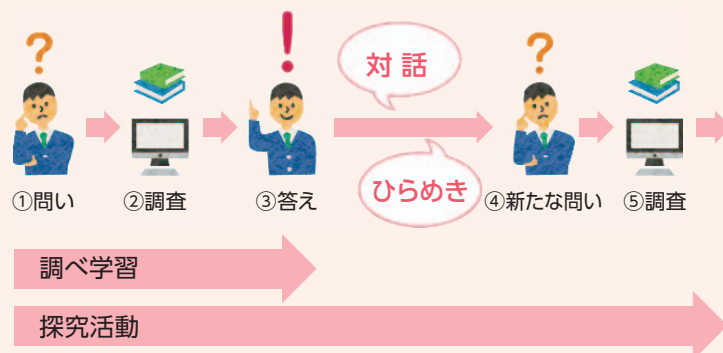 ?
!
対話
?
ひらめき
①問い
②調査
③答え
④新たな問い
⑤調査
調べ学習
探究活動